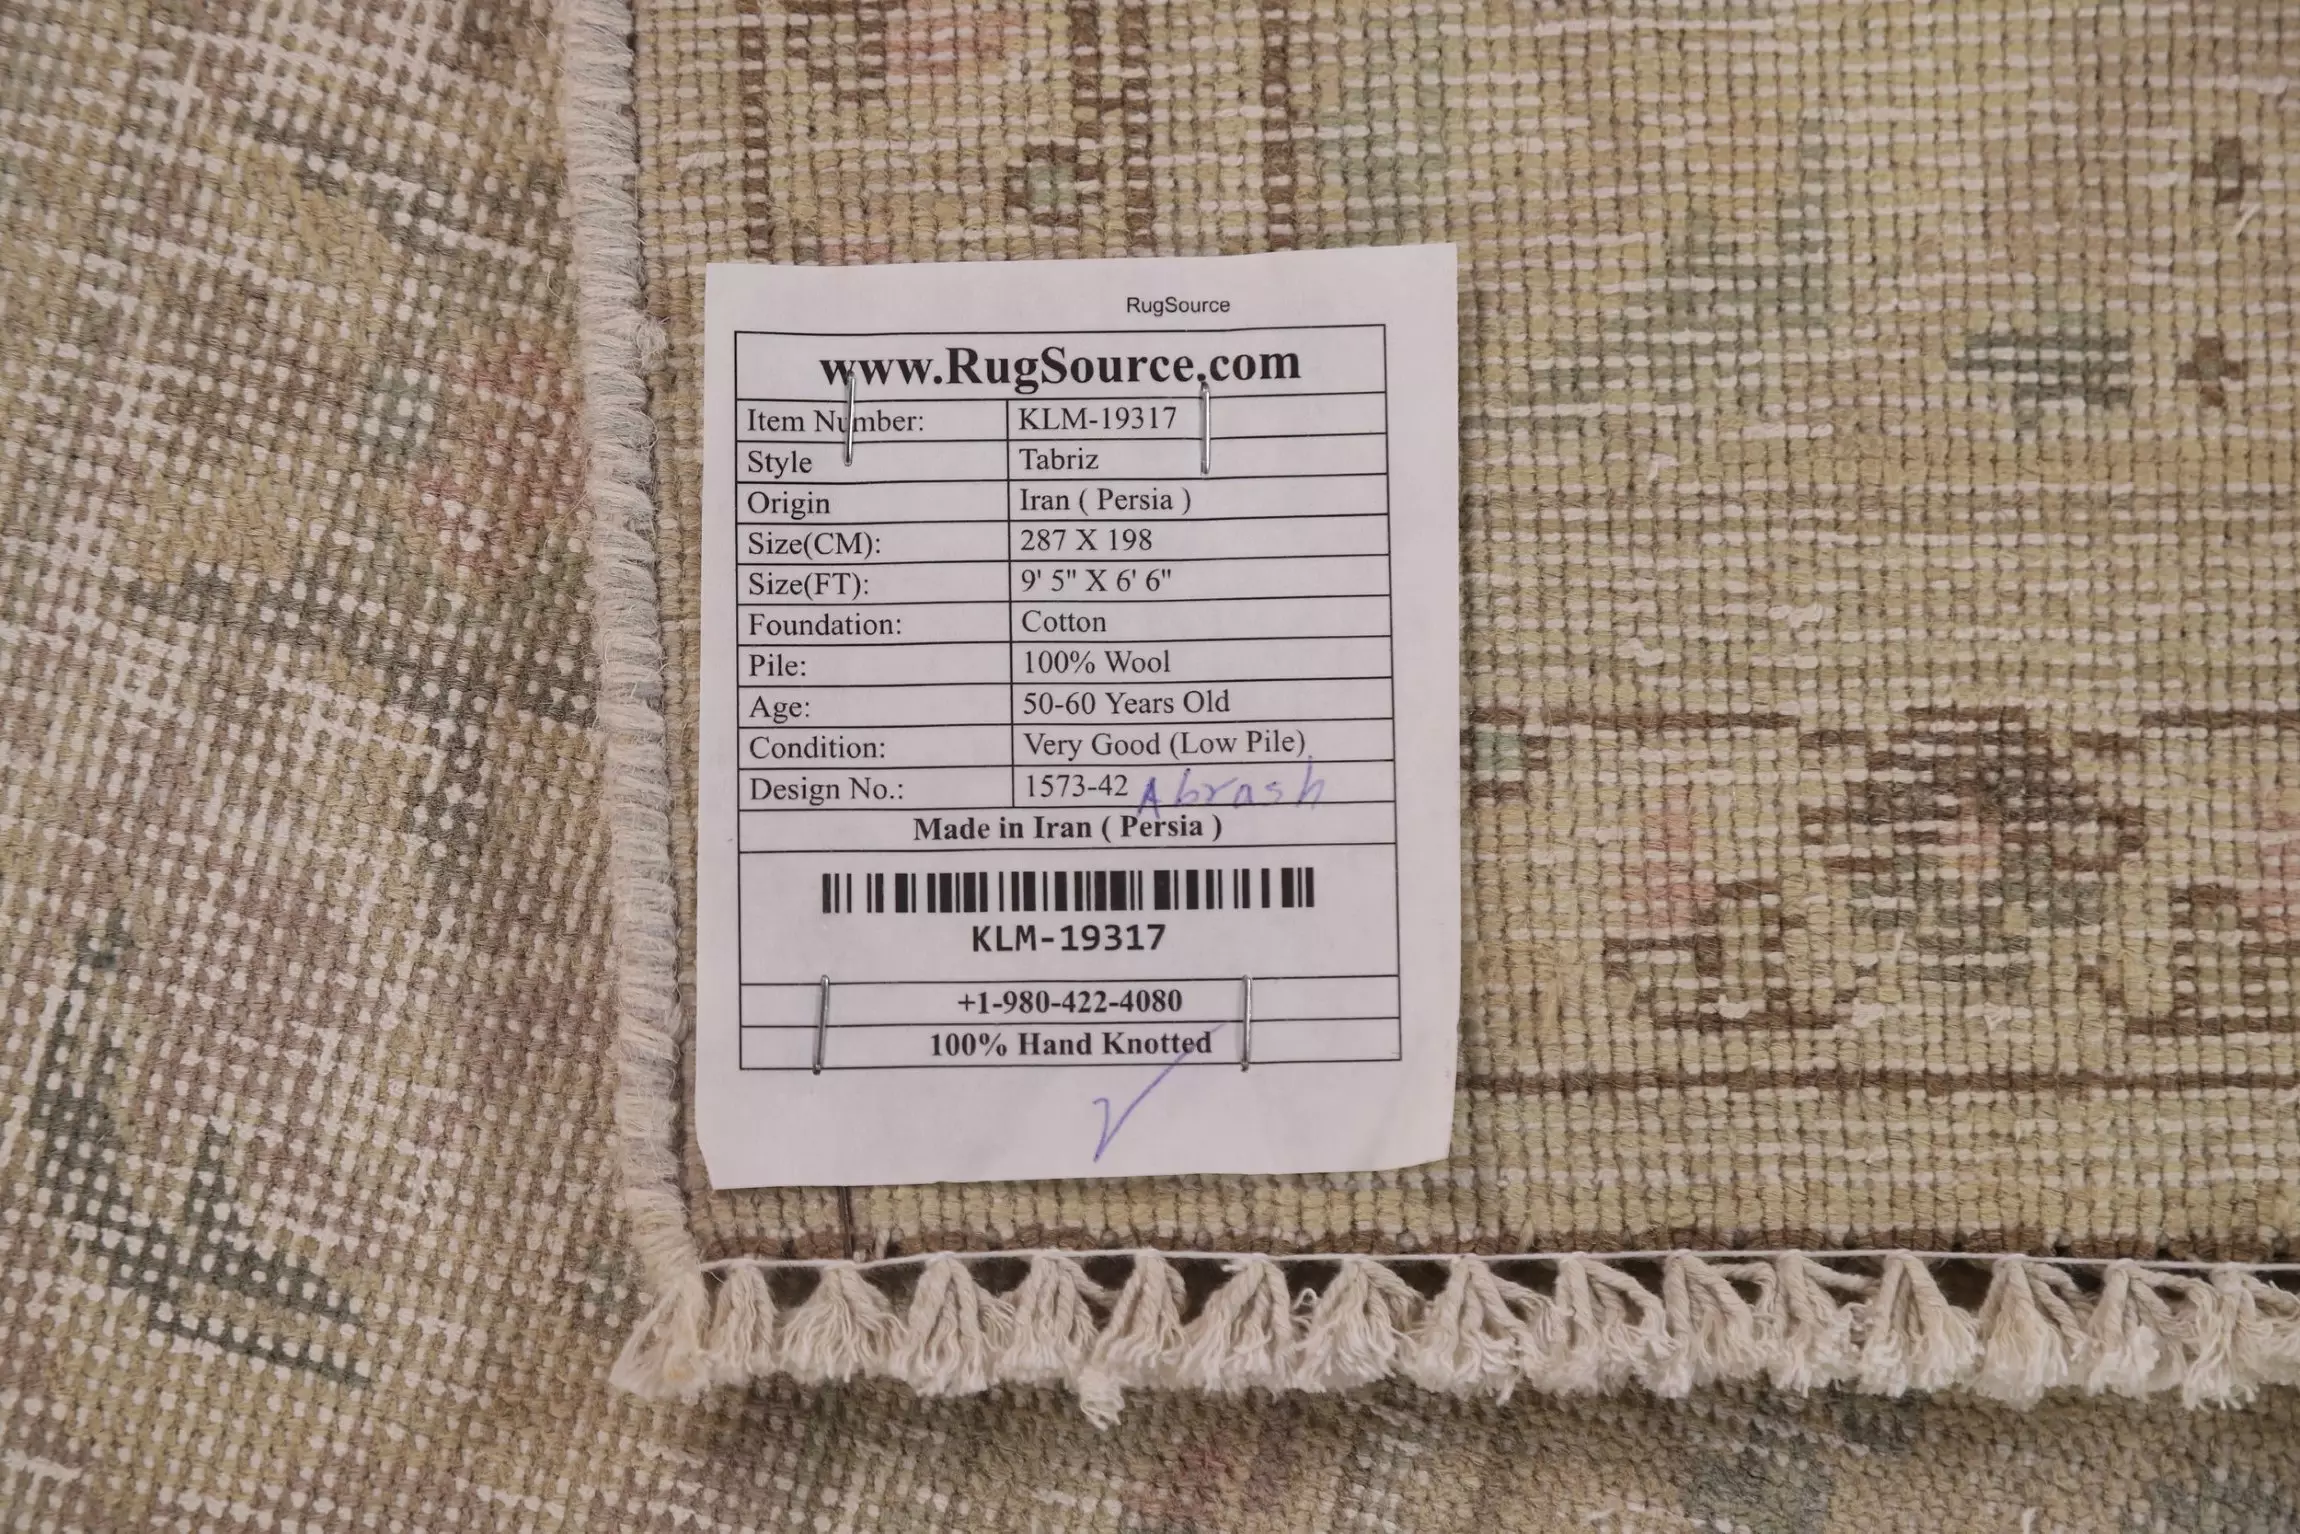 RugSource
www.RugSource.com
Item Number: KLM-19317
Style Tabriz
Origin Iran ( Persia )
Size(CM): 287 X 198
Size(FT): 9' 5" X 6' 6"
Foundation: Cotton
Pile: 100% Wool
Age: 50-60 Years Old
Condition: Very Good (Low Pile)
Design No.: 1573-42 Abrash
Made in Iran ( Persia )
KLM-19317
+1-980-422-4080
100% Hand Knotted